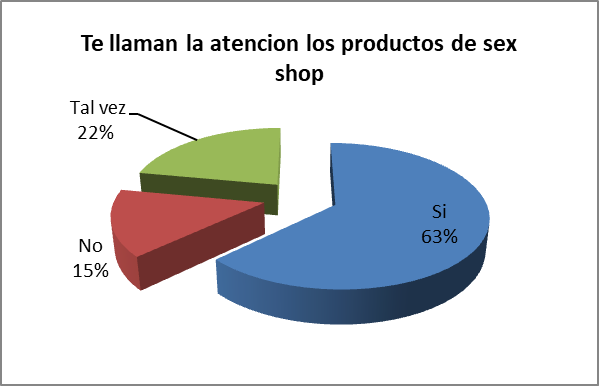 Te llaman la atencion los productos de sex
shop
Tal vez
22%
Si
63%
No
15%